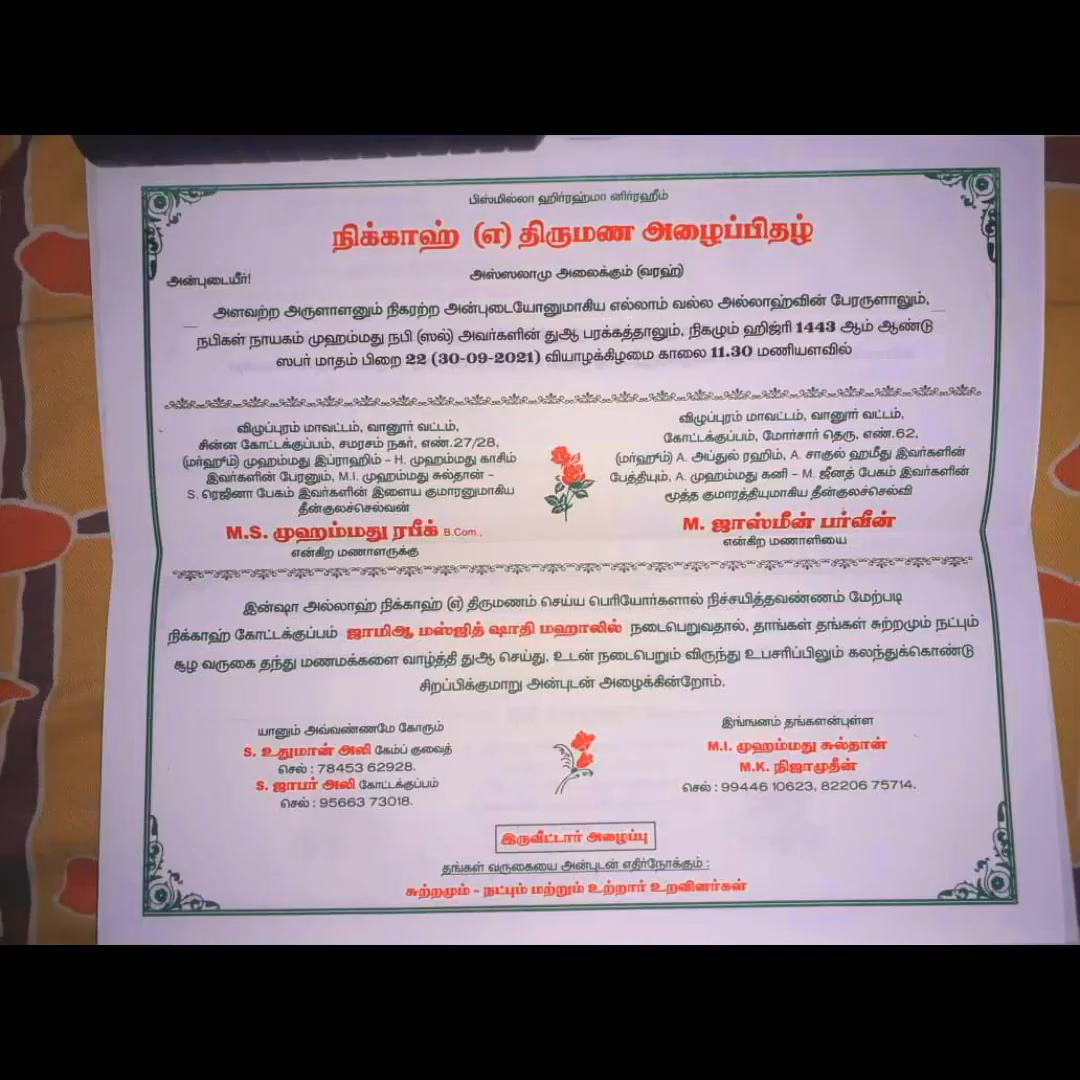 பிஸ்மில்லா ஹிர்ரஹ்மா னிர்ரஹீம்
நிக்காஹ் (எ) திருமண அழைப்பிதழ்
அஸ்ஸலாமு அலைக்கும் (வரஹ்)
அன்புடையீர்!
அளவற்ற அருளாளனும் நிகரற்ற அன்புடையோனுமாகிய எல்லாம் வல்ல அல்லாஹ்வின் பேரருளாலும்,
நபிகள் நாயகம் முஹம்மது நபி (ஸல்) அவர்களின் துஆ பரக்கத்தாலும், நிகழும் ஹிஜ்ரி 1443 ஆம் ஆண்டு
ஸபர் மாதம் பிறை 22 (30-09-2021) வியாழக்கிழமை காலை 11.30 மணியளவில்
விழுப்புரம் மாவட்டம், வானூர் வட்டம்,
சின்ன கோட்டக்குப்பம், சமரசம் நகர், எண்.27/28,
(மர்ஹூம்) முஹம்மது இப்ராஹிம் - H. முஹம்மது காசிம்
இவர்களின் பேரனும், M.I. முஹம்மது சுல்தான் -
S. ரெஜினா பேகம் இவர்களின் இளைய குமாரனுமாகிய
தீன்குலச்செல்வன்
M.S. முஹம்மது ரபீக் B.Com.,
என்கிற மணாளருக்கு
விழுப்புரம் மாவட்டம், வானூர் வட்டம்,
கோட்டக்குப்பம், மோர்சார் தெரு, எண்.62,
(மர்ஹூம்) A. அப்துல் ரஹிம், A. சாகுல் ஹமீது இவர்களின்
பேத்தியும், A. முஹம்மது கனி - M. ஜீனத் பேகம் இவர்களின்
மூத்த குமாரத்தியுமாகிய தீன்குலச்செல்வி
M. ஜாஸ்மீன் பர்வீன்
என்கிற மணாளியை
இன்ஷா அல்லாஹ் நிக்காஹ் (எ) திருமணம் செய்ய பெரியோர்களால் நிச்சயித்தவண்ணம் மேற்படி
நிக்காஹ் கோட்டக்குப்பம் ஜாமிஆ மஸ்ஜித் ஷாதி மஹாலில் நடைபெறுவதால், தாங்கள் தங்கள் சுற்றமும் நட்பும்
சூழ வருகை தந்து மணமக்களை வாழ்த்தி துஆ செய்து, உடன் நடைபெறும் விருந்து உபசரிப்பிலும் கலந்துக்கொண்டு
சிறப்பிக்குமாறு அன்புடன் அழைக்கின்றோம்.
யானும் அவ்வண்ணமே கோரும்
S. உதுமான் அலி கேம்ப் குவைத்
செல் : 78453 62928.
S. ஜாபர் அலி கோட்டக்குப்பம்
செல் : 95663 73018.
இங்ஙனம் தங்களன்புள்ள
M.I. முஹம்மது சுல்தான்
M.K. நிஜாமுதீன்
செல் : 99446 10623, 82206 75714.
இருவீட்டார் அழைப்பு
தங்கள் வருகையை அன்புடன் எதிர்நோக்கும் :
சுற்றமும் - நட்பும் மற்றும் உற்றார் உறவினர்கள்